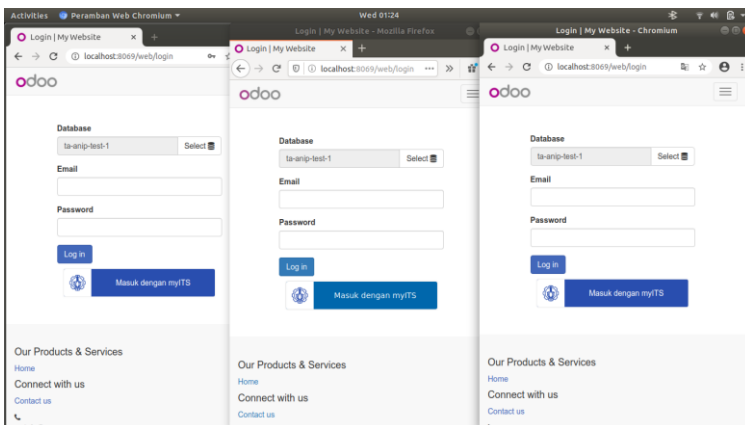 Activities Peramban Web Chromium Wed 01:24
Login | My Website
localhost:8069/web/login
odoo
Database
ta-anip-test-1 Select
Email
Password
Log in
Masuk dengan myITS
Our Products & Services
Home
Connect with us
Contact us
Login | My Website - Mozilla Firefox
Login | My Website
localhost:8069/web/login
odoo
Database
ta-anip-test-1 Select
Email
Password
Log in
Masuk dengan myITS
Our Products & Services
Home
Connect with us
Contact us
Login | My Website - Chromium
Login | My Website
localhost:8069/web/login
odoo
Database
ta-anip-test-1 Select
Email
Password
Log in
Masuk dengan myITS
Our Products & Services
Home
Connect with us
Contact us